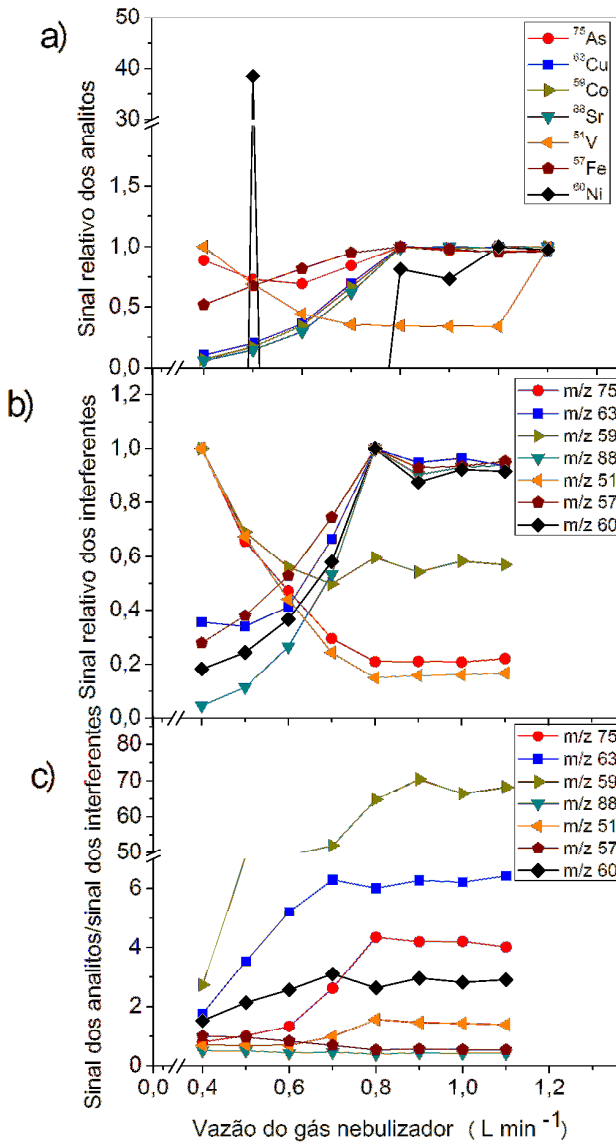 a)
Sinal relativo dos analitos
50
40
30
1,5
1,0
0,5
0,0
⁷⁵As
⁶³Cu
⁵⁹Co
⁸⁸Sr
⁵¹V
⁵⁷Fe
⁶⁰Ni
b)
Sinal relativo dos interferentes
1,2
1,0
0,8
0,6
0,4
0,2
0,0
m/z 75
m/z 63
m/z 59
m/z 88
m/z 51
m/z 57
m/z 60
c)
Sinal dos analitos/sinal dos interferentes
80
70
60
50
6
4
2
0
m/z 75
m/z 63
m/z 59
m/z 88
m/z 51
m/z 57
m/z 60
0,0 0,4 0,6 0,8 1,0 1,2
Vazão do gás nebulizador ( L min ⁻¹)